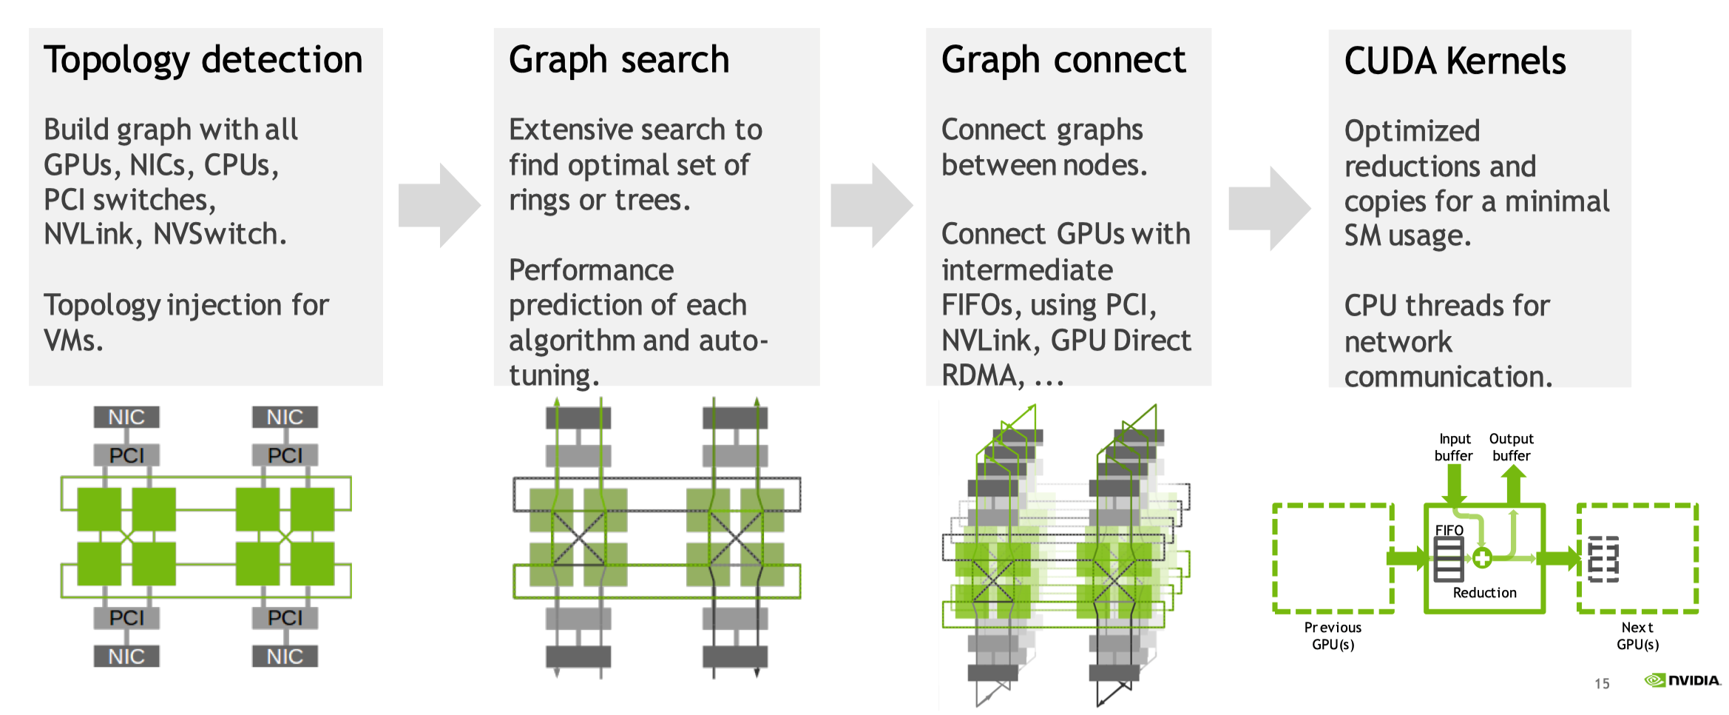 Topology detection
Build graph with all
GPUs, NICs, CPUs,
PCI switches,
NVLink, NVSwitch.
Topology injection for
VMs.
Graph search
Extensive search to
find optimal set of
rings or trees.
Performance
prediction of each
algorithm and auto-
tuning.
Graph connect
Connect graphs
between nodes.
Connect GPUs with
intermediate
FIFOs, using PCI,
NVLink, GPU Direct
RDMA, ...
CUDA Kernels
Optimized
reductions and
copies for a minimal
SM usage.
CPU threads for
network
communication.
NIC
NIC
PCI
PCI
PCI
PCI
NIC
NIC
Input
buffer
Output
buffer
FIFO
Reduction
Previous
GPU(s)
Next
GPU(s)
15
NVIDIA.